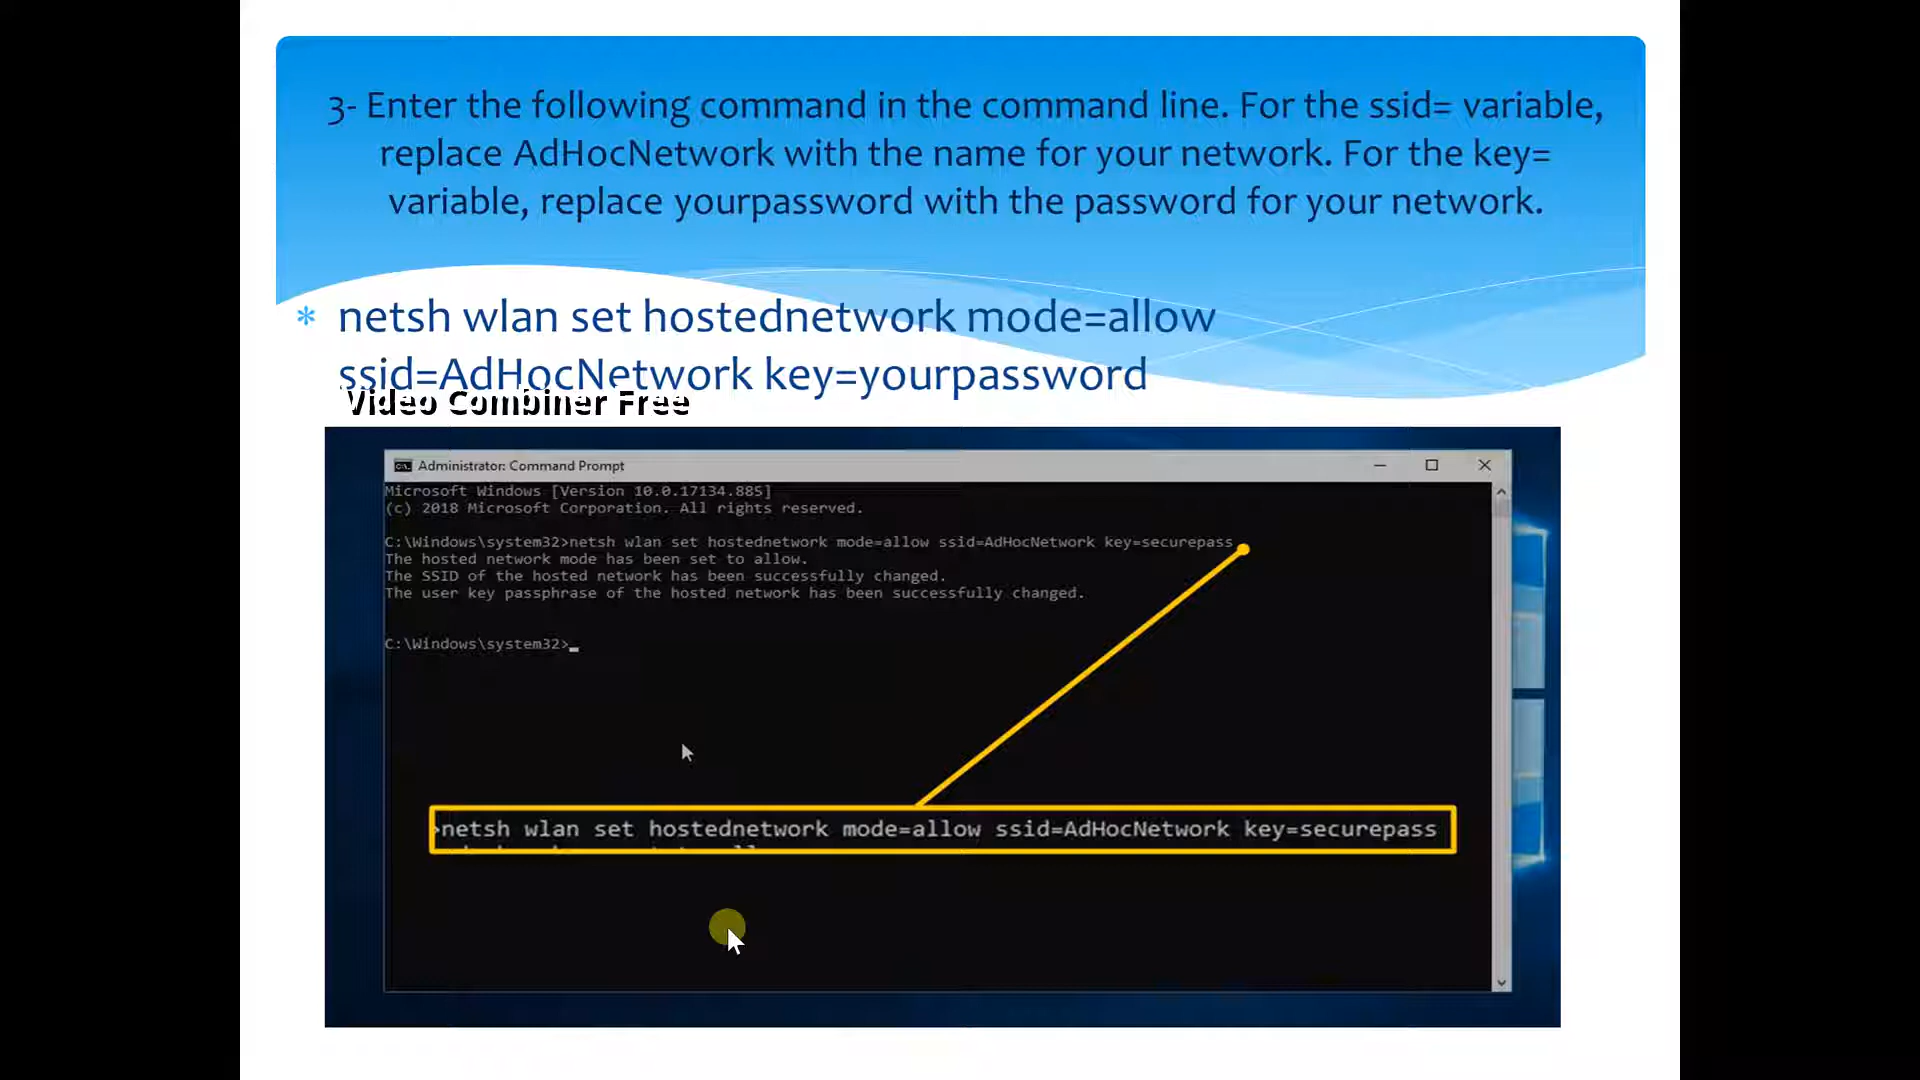 3- Enter the following command in the command line. For the ssid= variable,
replace AdHocNetwork with the name for your network. For the key=
variable, replace yourpassword with the password for your network.
* netsh wlan set hostednetwork mode=allow
ssid=AdHocNetwork key=yourpassword
Video Combiner Free
Administrator: Command Prompt
Microsoft Windows [Version 10.0.17134.885]
(c) 2018 Microsoft Corporation. All rights reserved.
C:\Windows\system32>netsh wlan set hostednetwork mode=allow ssid=AdHocNetwork key=securepass
The hosted network mode has been set to allow.
The SSID of the hosted network has been successfully changed.
The user key passphrase of the hosted network has been successfully changed.
C:\Windows\system32>
>netsh wlan set hostednetwork mode=allow ssid=AdHocNetwork key=securepass